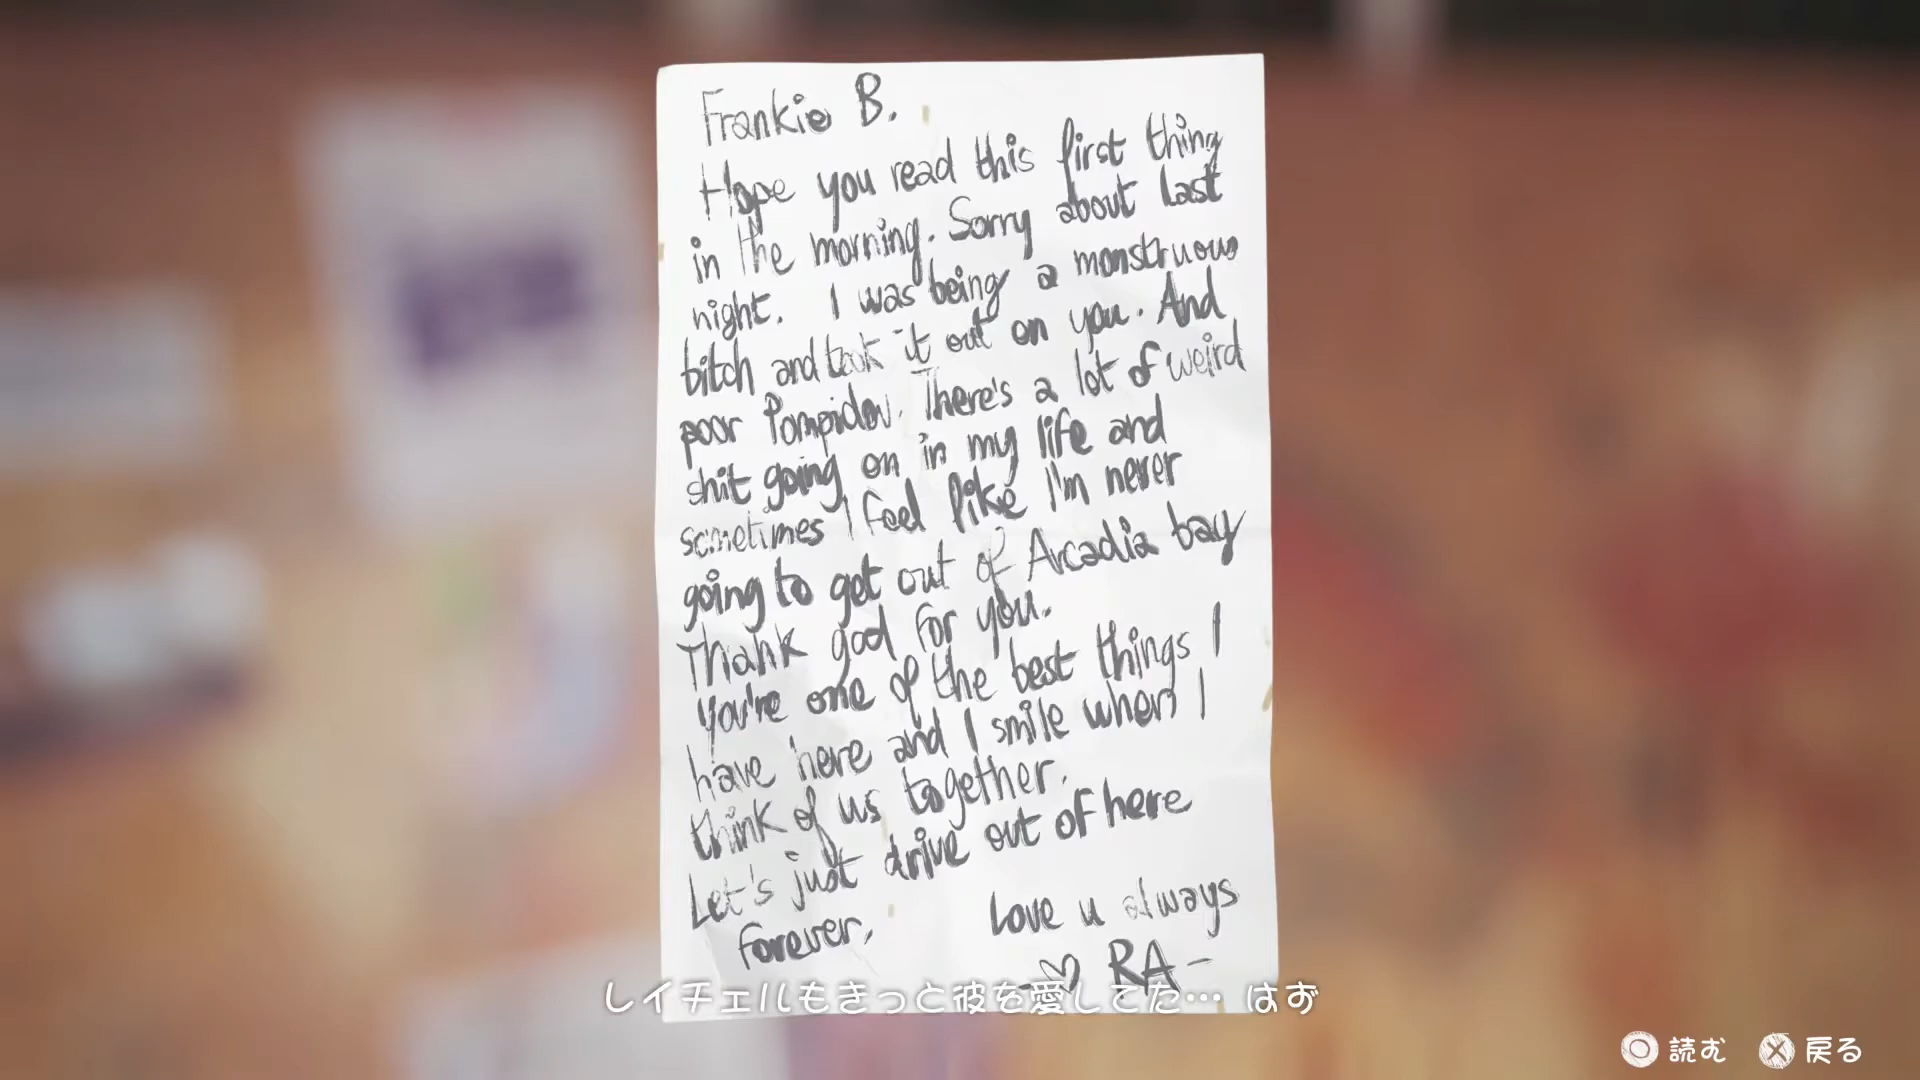 Frankie B.
Hope you read this first thing
in the morning. Sorry about last
night. I was being a monstruous
bitch and took it out on you. And
poor Pompidou. There's a lot of weird
shit going on in my life and
sometimes I feel like I'm never
going to get out of Arcadia bay
Thank god for you.
You're one of the best things I
have here and I smile when I
think of us together.
Let's just drive out of here
forever.
Love u always
RA -
レイチェルもきっと彼を愛してた… はず
読む
戻る